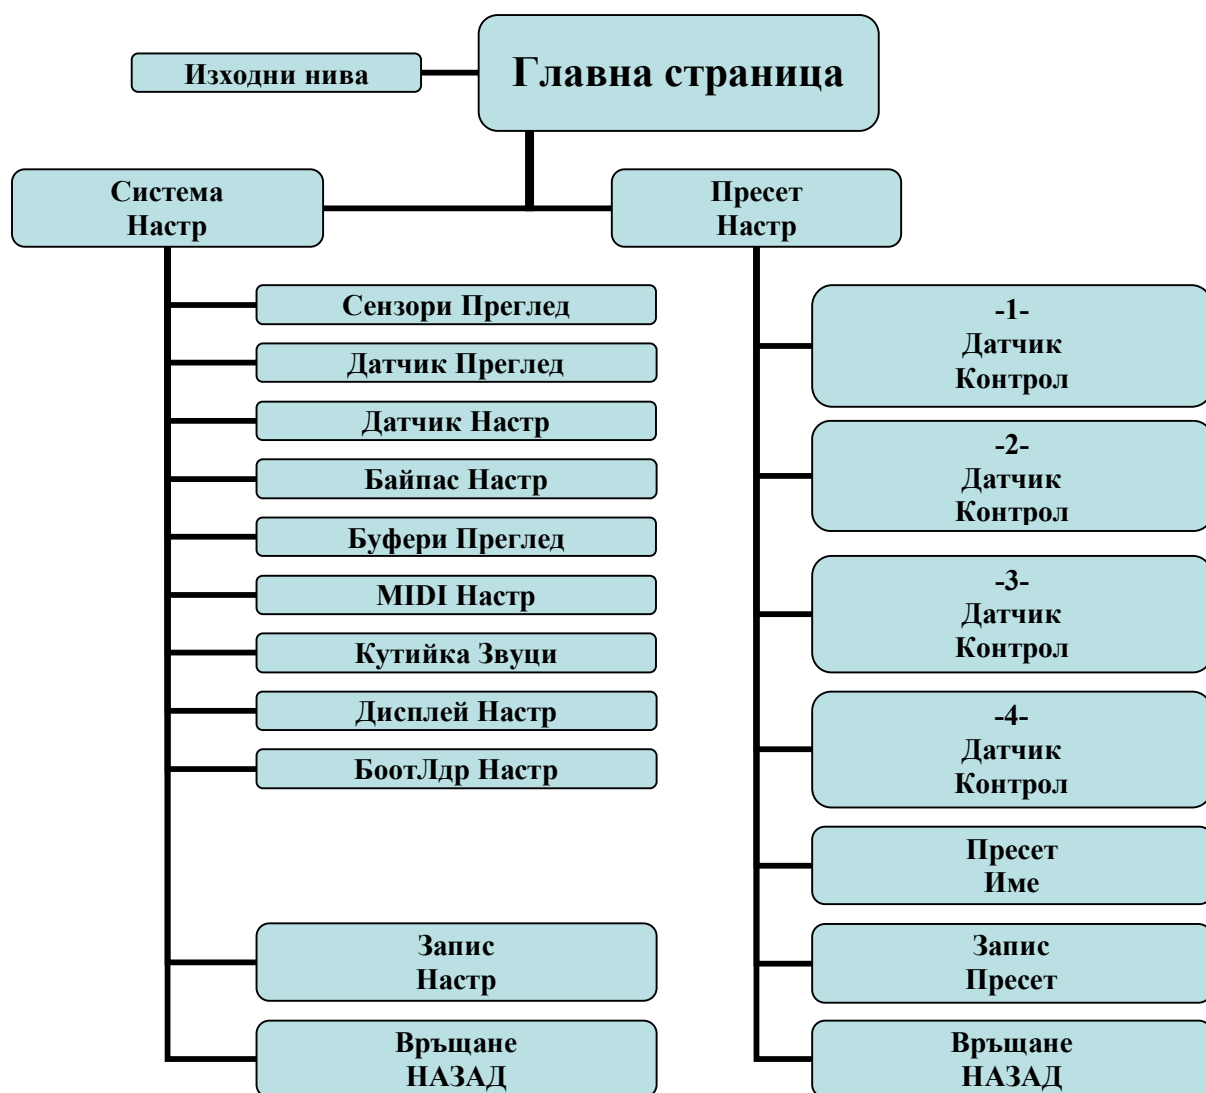 Главна страница
Изходни нива
Система
Настр
Сензори Преглед
Датчик Преглед
Датчик Настр
Байпас Настр
Буфери Преглед
MIDI Настр
Кутийка Звуци
Дисплей Настр
БоотЛдр Настр
Запис
Настр
Връщане
НАЗАД
Пресет
Настр
-1-
Датчик
Контрол
-2-
Датчик
Контрол
-3-
Датчик
Контрол
-4-
Датчик
Контрол
Пресет
Име
Запис
Пресет
Връщане
НАЗАД